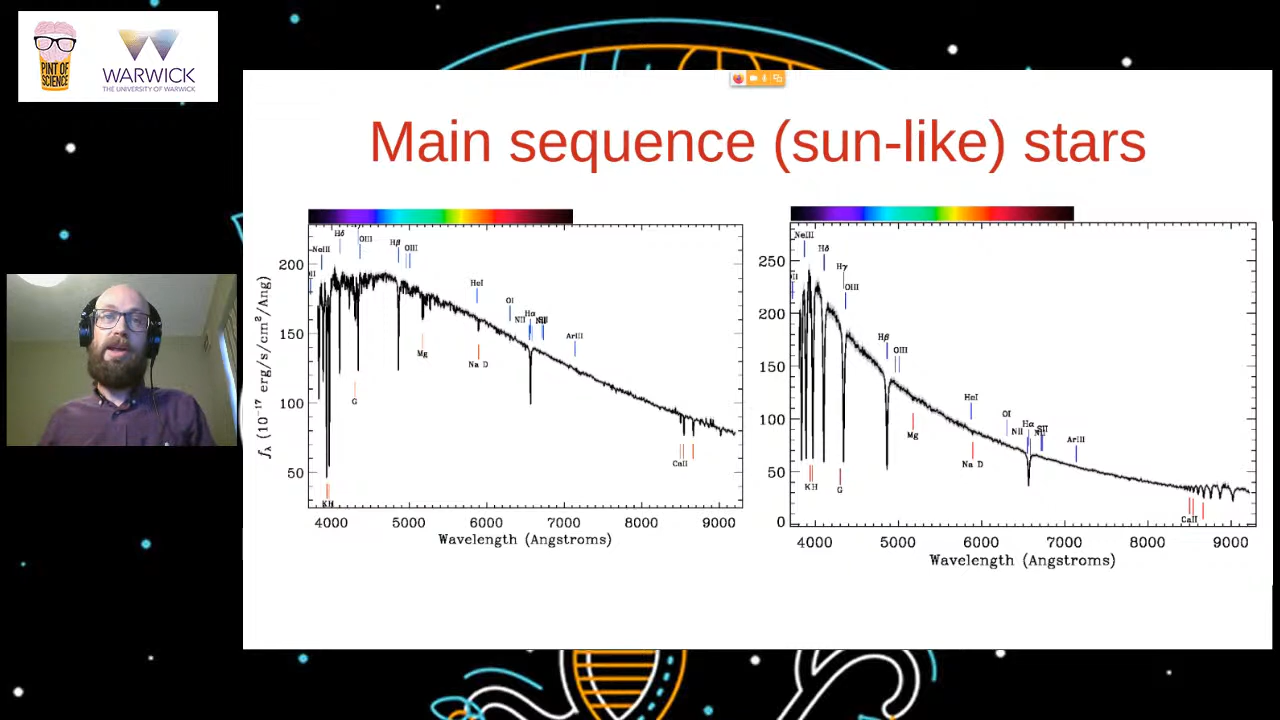 PINT OF
SCIENCE
WARWICK
THE UNIVERSITY OF WARWICK
Main sequence (sun-like) stars
NeIII
Hδ
OIII
Hβ
OIII
HeI
OI
NII
Hα
SII
ArIII
Mg
Na D
G
CaII
KH
200
150
100
50
f_λ (10⁻¹⁷ erg/s/cm²/Ang)
4000 5000 6000 7000 8000 9000
Wavelength (Angstroms)
NeIII
Hδ
Hγ
OIII
Hβ
OIII
HeI
OI
NII
Hα
SII
ArIII
Mg
Na D
K H
G
CaII
250
200
150
100
50
0
4000 5000 6000 7000 8000 9000
Wavelength (Angstroms)